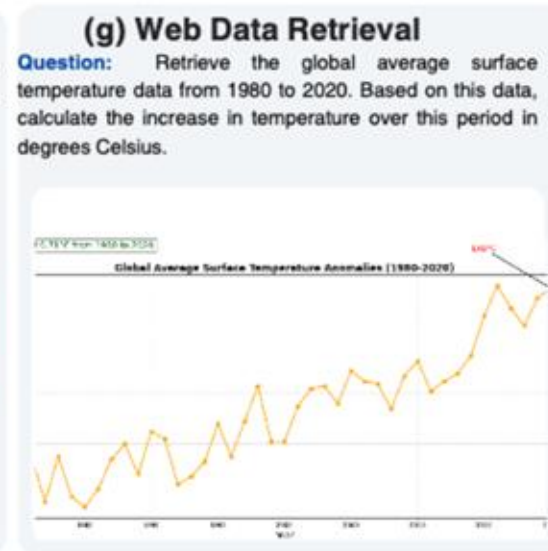 (g) Web Data Retrieval
Question: Retrieve the global average surface
temperature data from 1980 to 2020. Based on this data,
calculate the increase in temperature over this period in
degrees Celsius.
Global Average Surface Temperature Anomalies (1980-2020)
Year